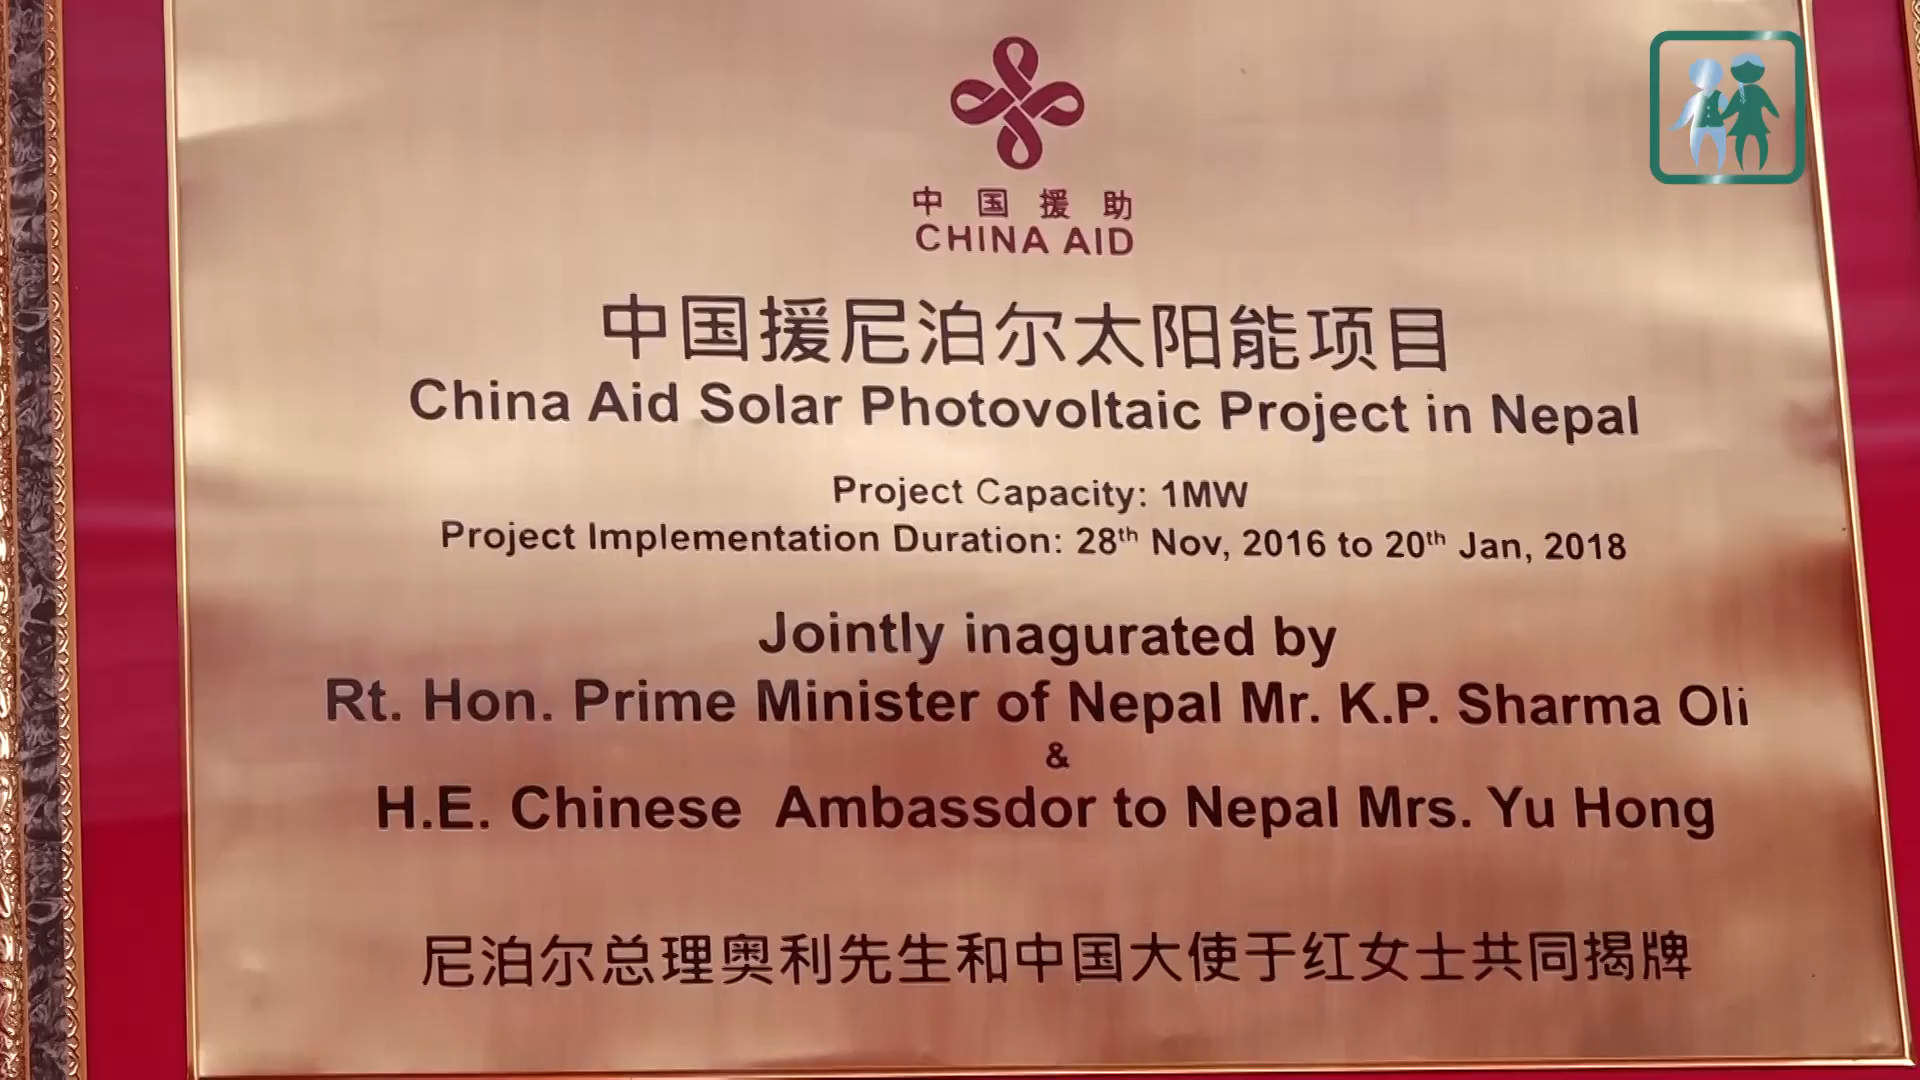 中国援助
CHINA AID
中国援尼泊尔太阳能项目
China Aid Solar Photovoltaic Project in Nepal
Project Capacity: 1MW
Project Implementation Duration: 28th Nov, 2016 to 20th Jan, 2018
Jointly inagurated by
Rt. Hon. Prime Minister of Nepal Mr. K.P. Sharma Oli
&
H.E. Chinese Ambassdor to Nepal Mrs. Yu Hong
尼泊尔总理奥利先生和中国大使于红女士共同揭牌